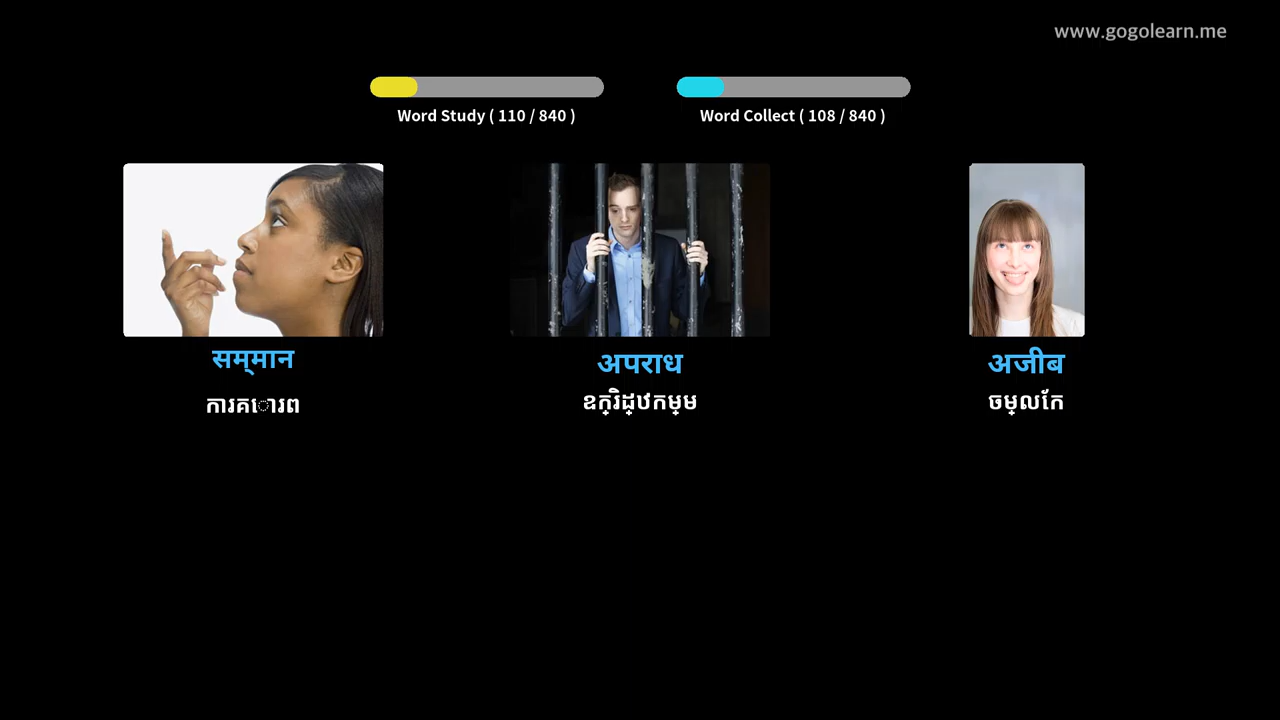 www.gogolearn.me
Word Study ( 110 / 840 )
Word Collect ( 108 / 840 )
सम्मान
अपराध
अजीब
ការគោរព
ឧក្រិដ្ឋកម្ម
ចម្លែក